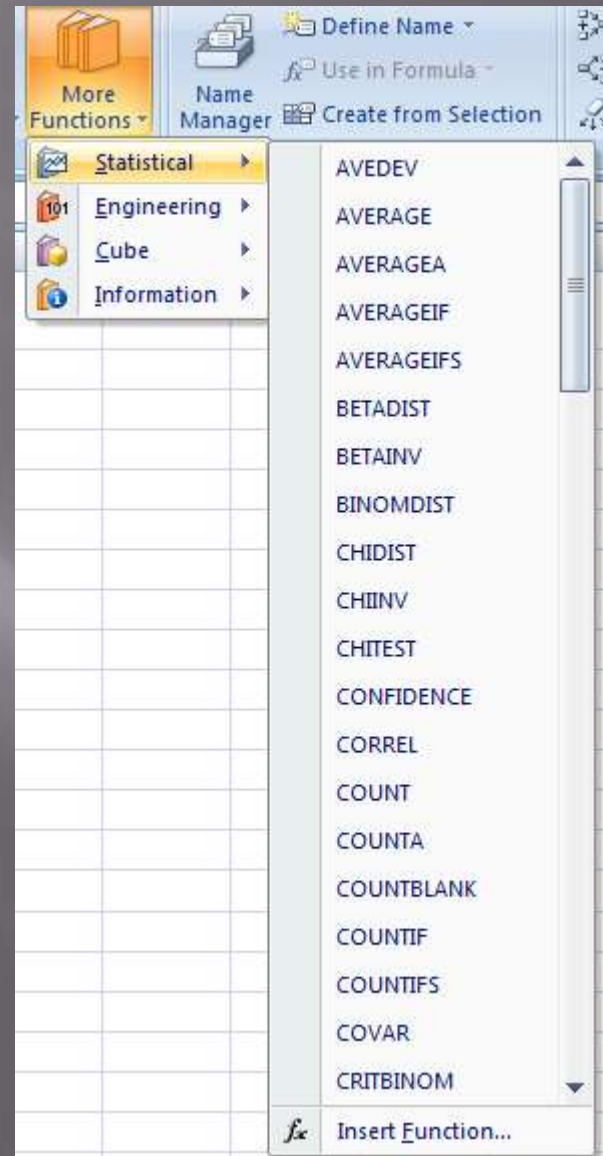 More
Functions
Name
Manager
Define Name
Use in Formula
Create from Selection
Statistical
101 Engineering
Cube
Information
AVEDEV
AVERAGE
AVERAGEA
AVERAGEIF
AVERAGEIFS
BETADIST
BETAINV
BINOMDIST
CHIDIST
CHIINV
CHITEST
CONFIDENCE
CORREL
COUNT
COUNTA
COUNTBLANK
COUNTIF
COUNTIFS
COVAR
CRITBINOM
fx Insert Function...